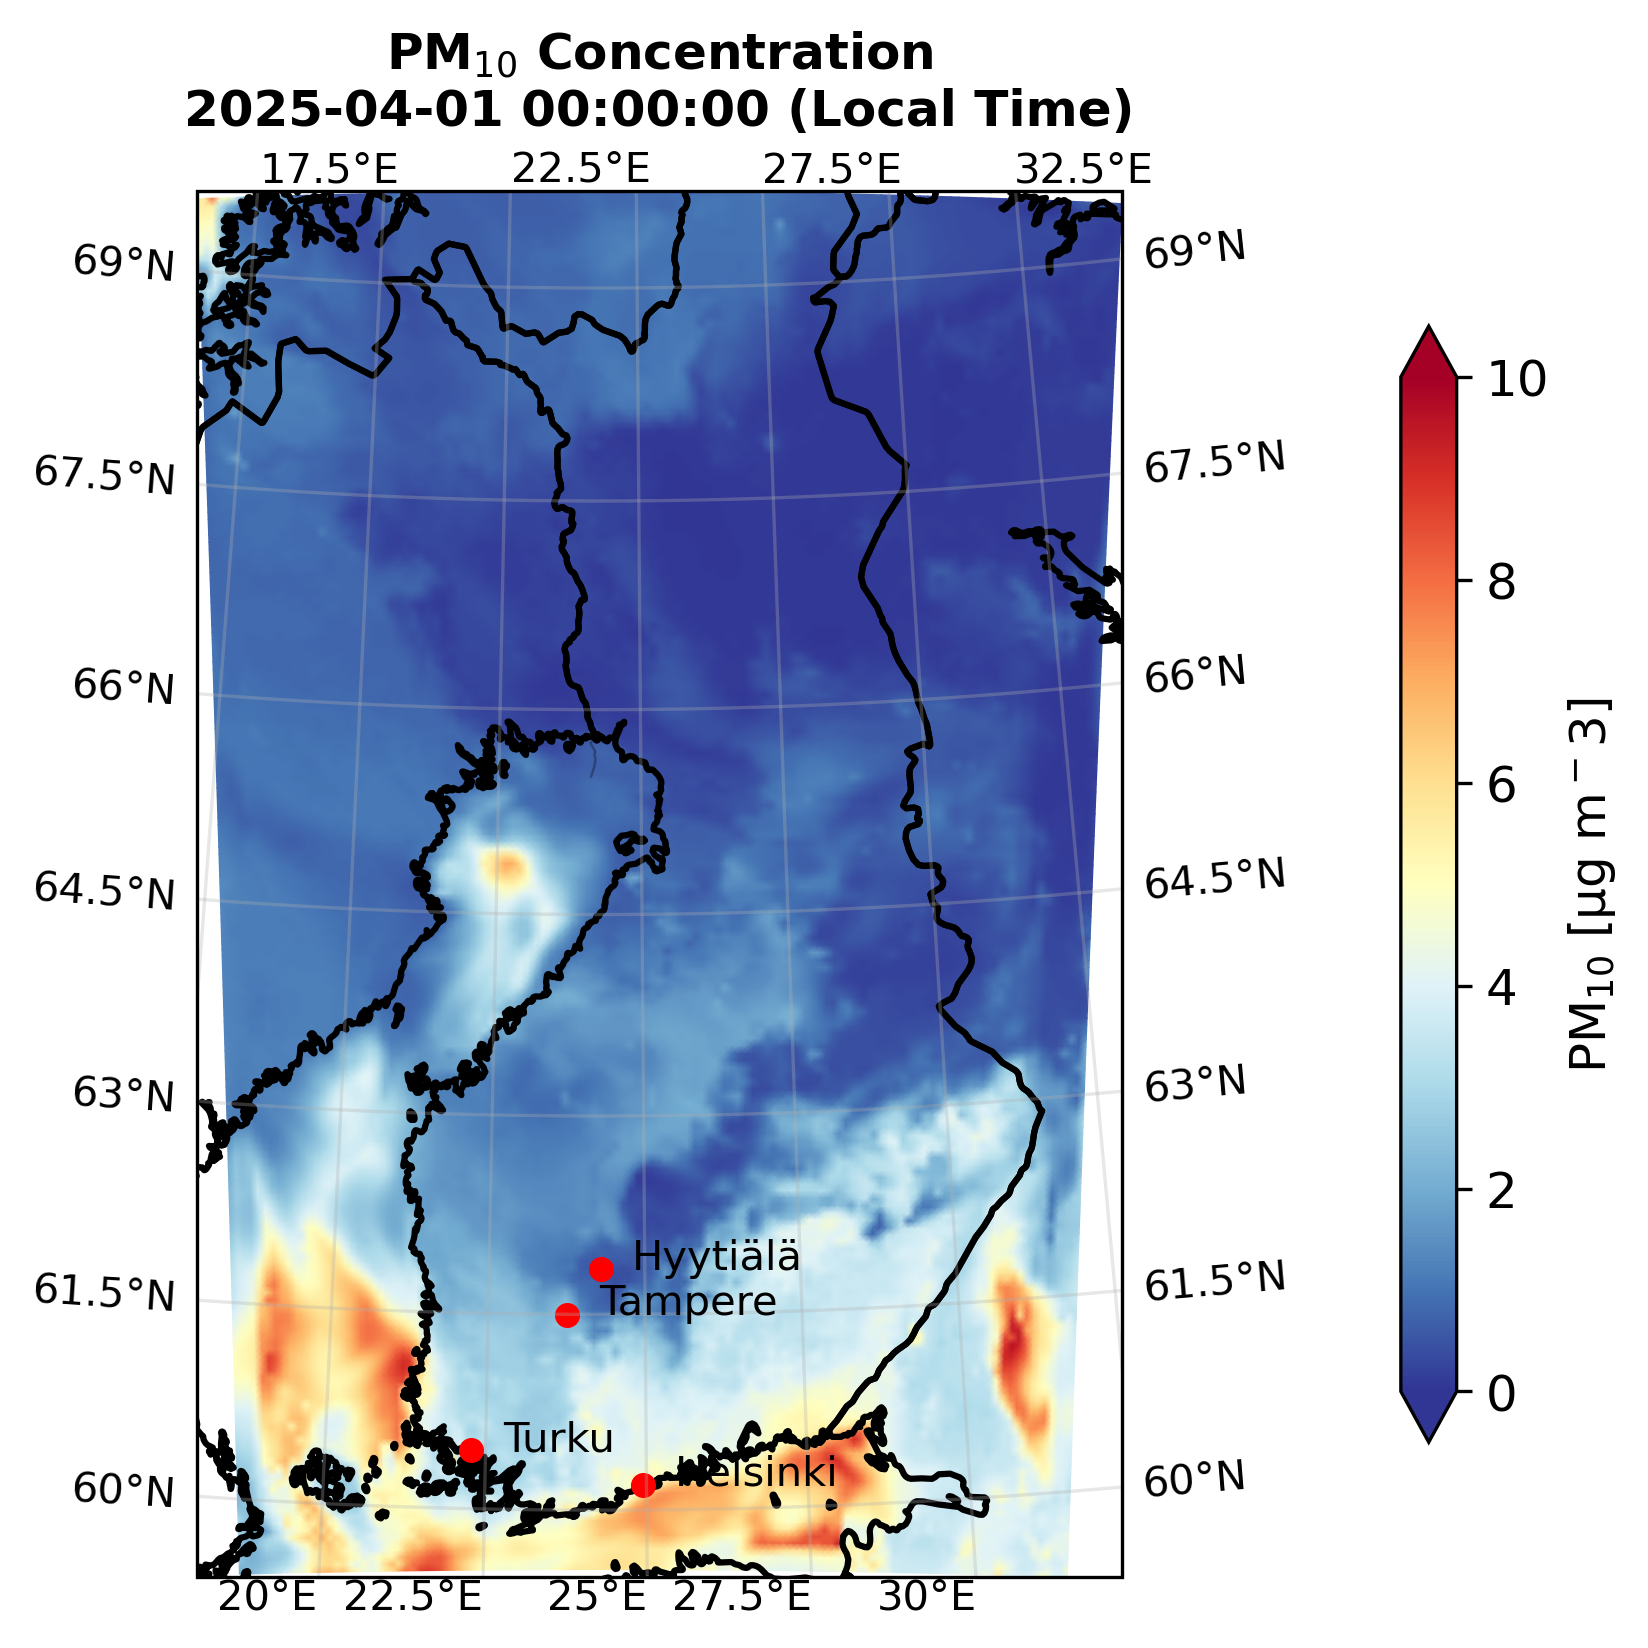 PM₁₀ Concentration
2025-04-01 00:00:00 (Local Time)
17.5°E 22.5°E 27.5°E 32.5°E
69°N 69°N
67.5°N 67.5°N
66°N 66°N
64.5°N 64.5°N
63°N 63°N
61.5°N 61.5°N
60°N 60°N
Hyytiälä
Tampere
Turku
Helsinki
20°E 22.5°E 25°E 27.5°E 30°E
10
8
6
4
2
0
PM₁₀ [µg m⁻ 3]